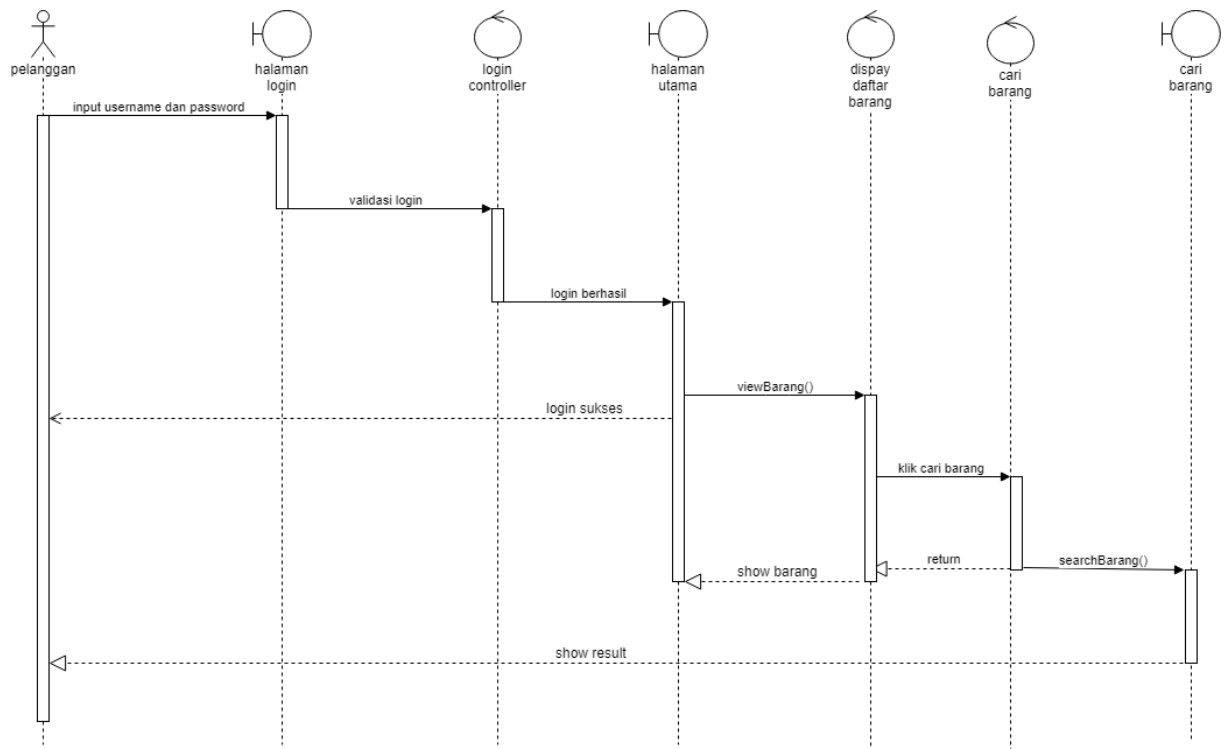 pelanggan
halaman
login
login
controller
halaman
utama
dispay
daftar
barang
cari
barang
cari
barang
input username dan password
validasi login
login berhasil
viewBarang()
login sukses
klik cari barang
return
searchBarang()
show barang
show result